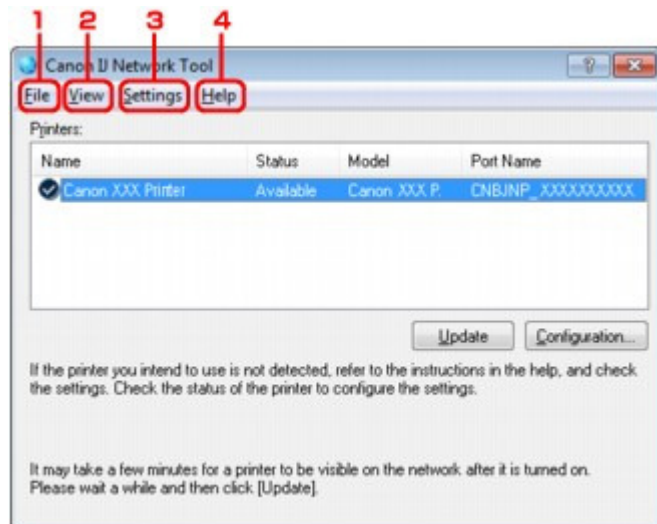 1 2 3 4
Canon IJ Network Tool
File View Settings Help
Printers:
Name Status Model Port Name
Canon XXX Printer Available Canon XXX P. CNBJNP_XXXXXXXXXX
Update Configuration...
If the printer you intend to use is not detected, refer to the instructions in the help, and check
the settings. Check the status of the printer to configure the settings.
It may take a few minutes for a printer to be visible on the network after it is turned on.
Please wait a while and then click [Update].